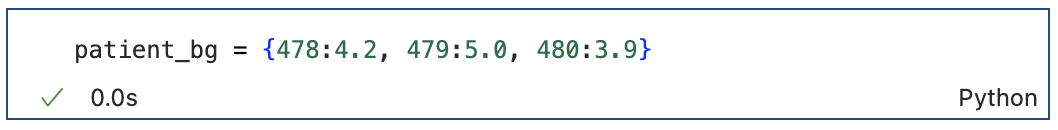 patient_bg = {478:4.2, 479:5.0, 480:3.9}
0.0s Python